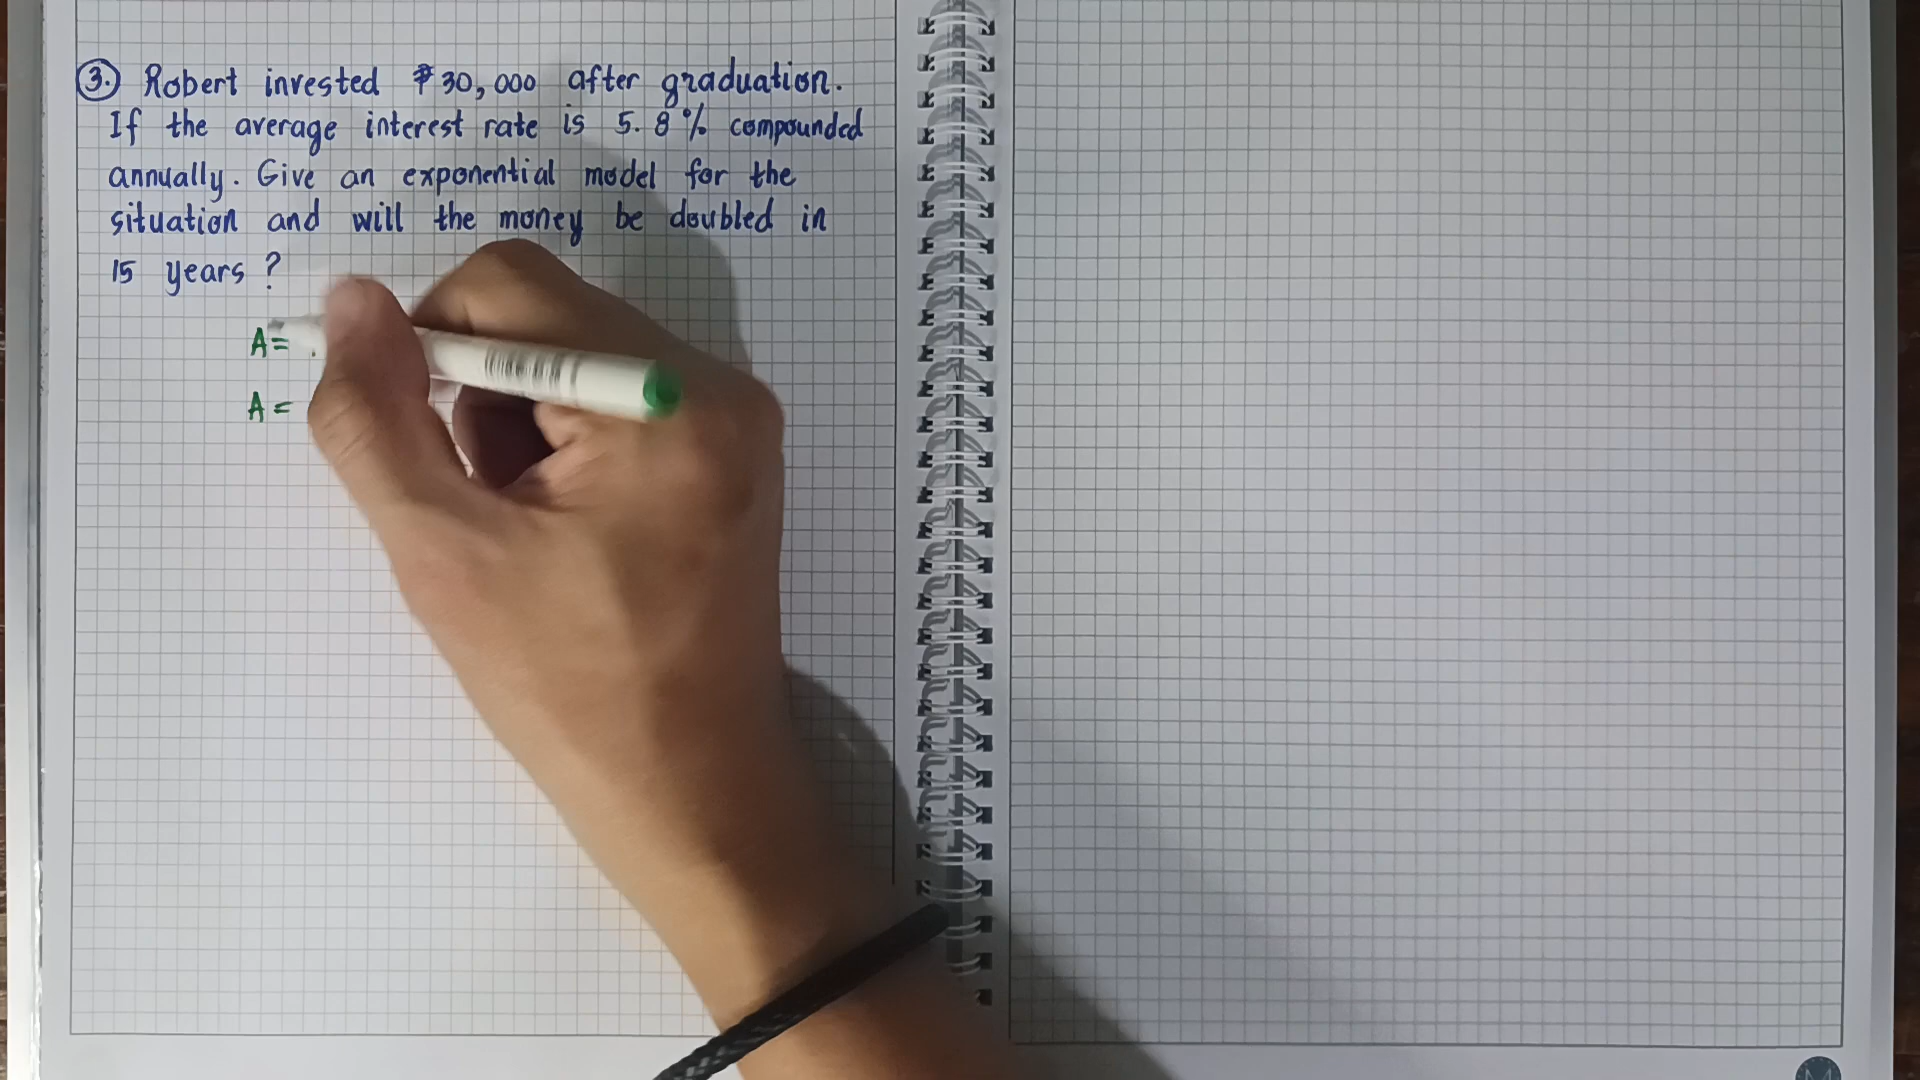 3. Robert invested ₱30,000 after graduation.
If the average interest rate is 5.8% compounded
annually. Give an exponential model for the
situation and will the money be doubled in
15 years?
A=
A =